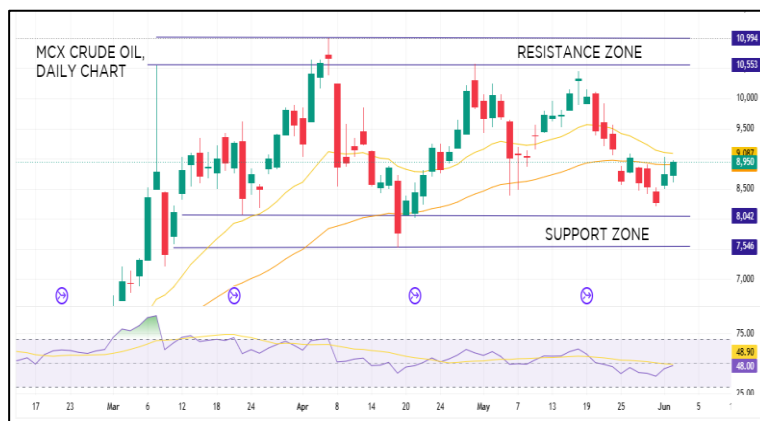 MCX CRUDE OIL,
DAILY CHART
RESISTANCE ZONE
SUPPORT ZONE
10,994
10,553
10,000
9,500
9,087
8,950
8,500
8,042
7,546
7,000
75.00
48.90
48.00
25.00
17 23 Mar 6 12 18 24 Apr 8 14 20 24 May 7 13 19 25 Jun 5